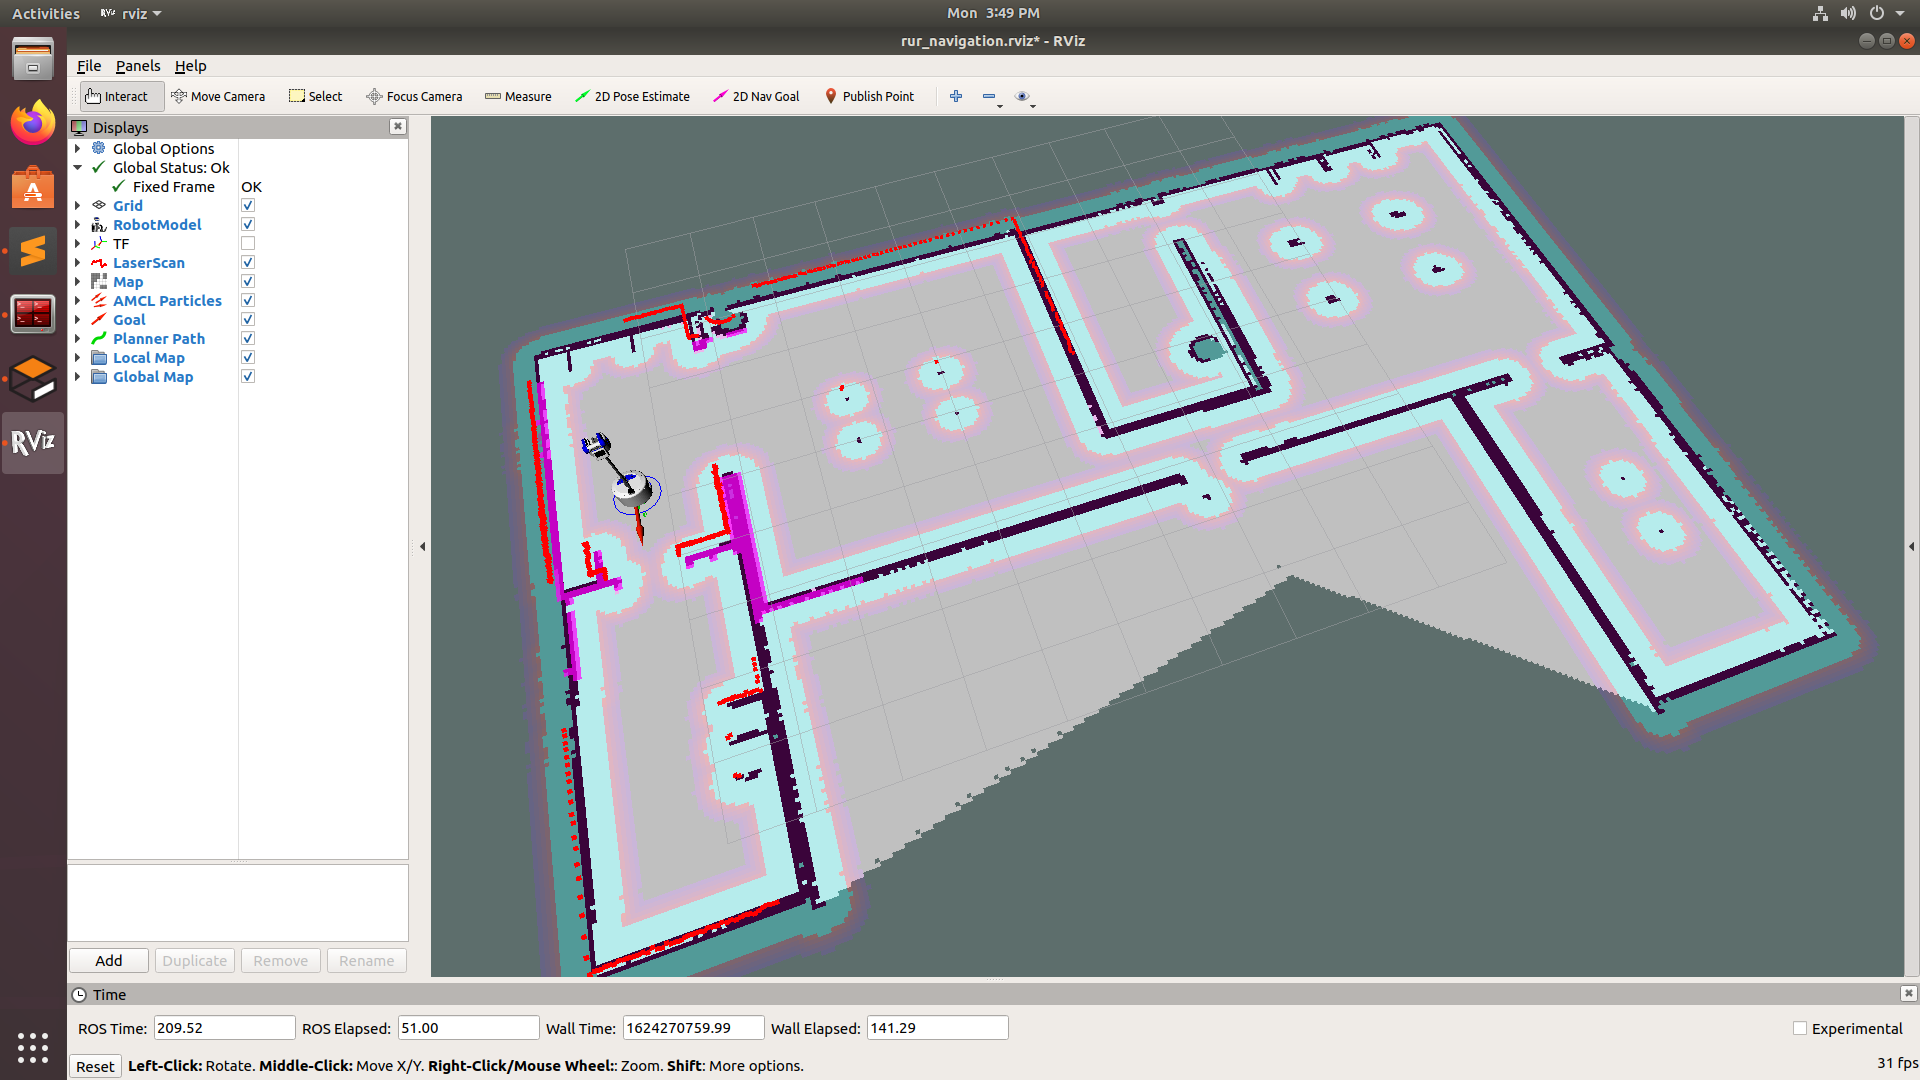 Activities rviz Mon 3:49 PM
rur_navigation.rviz* - RViz
File Panels Help
Interact Move Camera Select Focus Camera Measure 2D Pose Estimate 2D Nav Goal Publish Point
Displays
Global Options
Global Status: Ok
Fixed Frame OK
Grid
RobotModel
TF
LaserScan
Map
AMCL Particles
Goal
Planner Path
Local Map
Global Map
RViz
Add Duplicate Remove Rename
Time
ROS Time: 209.52 ROS Elapsed: 51.00 Wall Time: 1624270759.99 Wall Elapsed: 141.29 Experimental
Reset Left-Click: Rotate. Middle-Click: Move X/Y. Right-Click/Mouse Wheel:: Zoom. Shift: More options. 31 fps